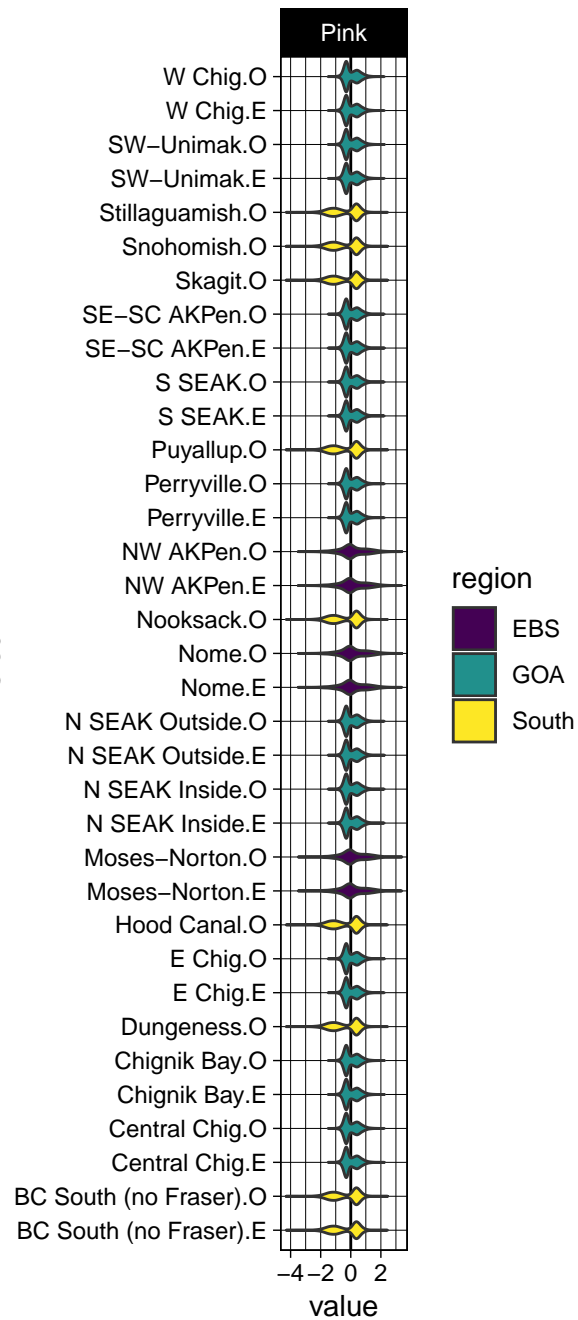 Pink
W Chig.O
W Chig.E
SW−Unimak.O
SW−Unimak.E
Stillaguamish.O
Snohomish.O
Skagit.O
SE−SC AKPen.O
SE−SC AKPen.E
S SEAK.O
S SEAK.E
Puyallup.O
Perryville.O
Perryville.E
NW AKPen.O
NW AKPen.E
Nooksack.O
Nome.O
Nome.E
N SEAK Outside.O
N SEAK Outside.E
N SEAK Inside.O
N SEAK Inside.E
Moses−Norton.O
Moses−Norton.E
Hood Canal.O
E Chig.O
E Chig.E
Dungeness.O
Chignik Bay.O
Chignik Bay.E
Central Chig.O
Central Chig.E
BC South (no Fraser).O
BC South (no Fraser).E
−4 −2 0 2
value
region
EBS
GOA
South